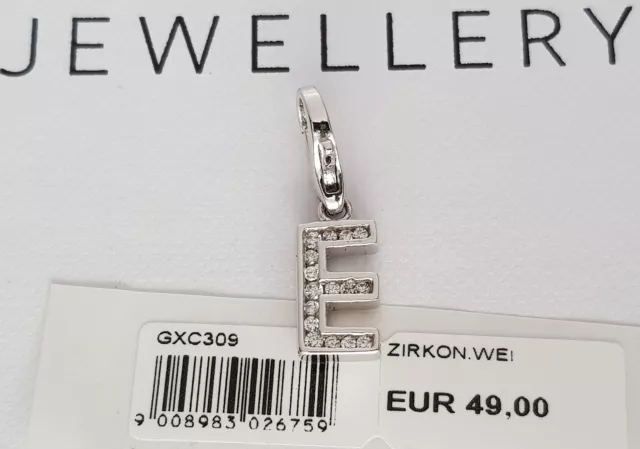 JEWELLERY
E
GXC309
ZIRKON.WEI
EUR 49,00
9 008983 026759